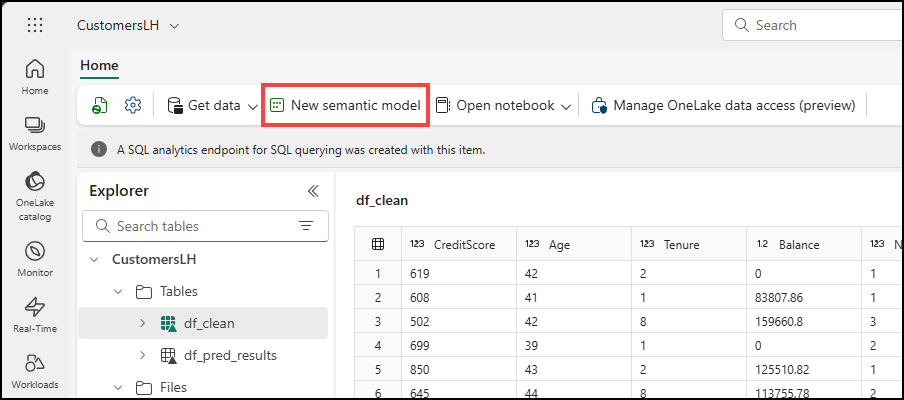 CustomersLH
Search
Home
Get data
New semantic model
Open notebook
Manage OneLake data access (preview)
A SQL analytics endpoint for SQL querying was created with this item.
Home
Workspaces
OneLake
catalog
Monitor
Real-Time
Workloads
Explorer
Search tables
CustomersLH
Tables
df_clean
df_pred_results
Files
df_clean
123 CreditScore 123 Age 123 Tenure 1.2 Balance 123 N
1 619 42 2 0 1
2 608 41 1 83807.86 1
3 502 42 8 159660.8 3
4 699 39 1 0 2
5 850 43 2 125510.82 1
6 645 44 8 113755.78 2